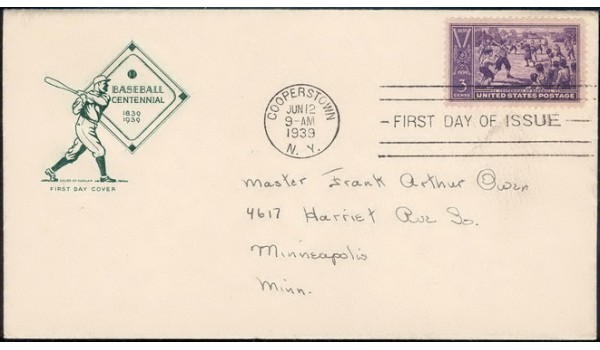 BASEBALL
CENTENNIAL
1839
1939
FIRST DAY COVER
COOPERSTOWN
JUN 12
9-AM
1939
N. Y.
3
CENTS
UNITED STATES POSTAGE
FIRST DAY OF ISSUE
Master Frank Arthur Owen
4617 Harriet Ave So.
Minneapolis
Minn.